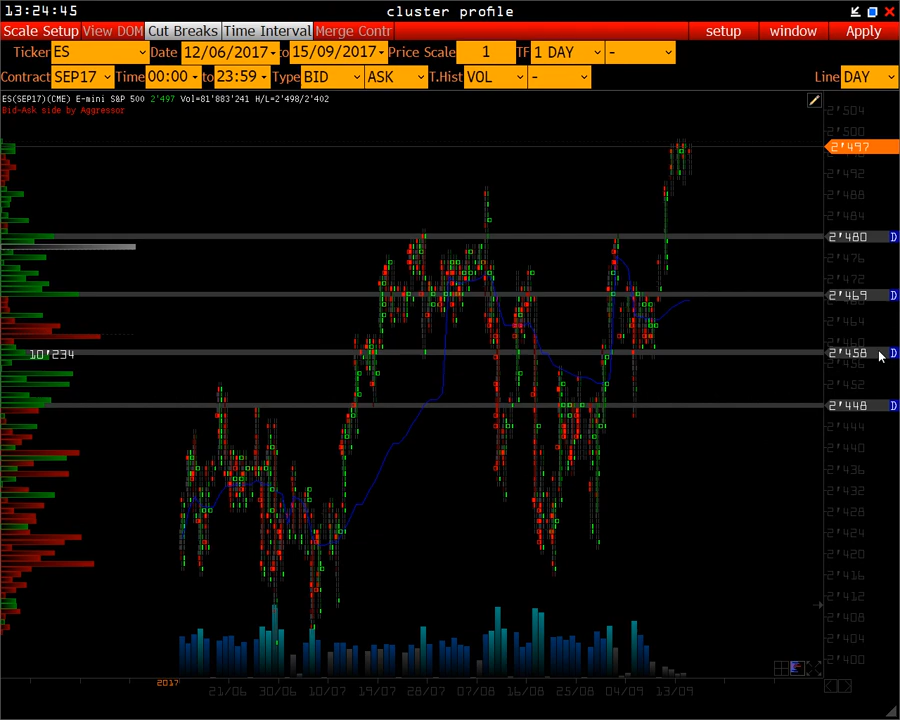 13:24:45 cluster profile
Scale Setup View DOM Cut Breaks Time Interval Merge Contr setup window Apply
Ticker ES Date 12/06/2017 to 15/09/2017 Price Scale 1 TF 1 DAY -
Contract SEP17 Time 00:00 to 23:59 Type BID ASK T.Hist VOL - Line DAY
ES(SEP17)(CME) E-mini S&P 500 2'497 Vol=81'883'241 H/L=2'498/2'402
Bid-Ask side by Aggressor
2'504
2'500
2'497
2'492
2'488
2'484
2'480 D
2'476
2'472
2'469 D
2'464
2'460
10'234 2'458 D
2'456
2'452
2'448 D
2'444
2'440
2'436
2'432
2'428
2'424
2'420
2'416
2'412
2'408
2'404
2'400
2017
21/06 30/06 10/07 19/07 28/07 07/08 16/08 25/08 04/09 13/09